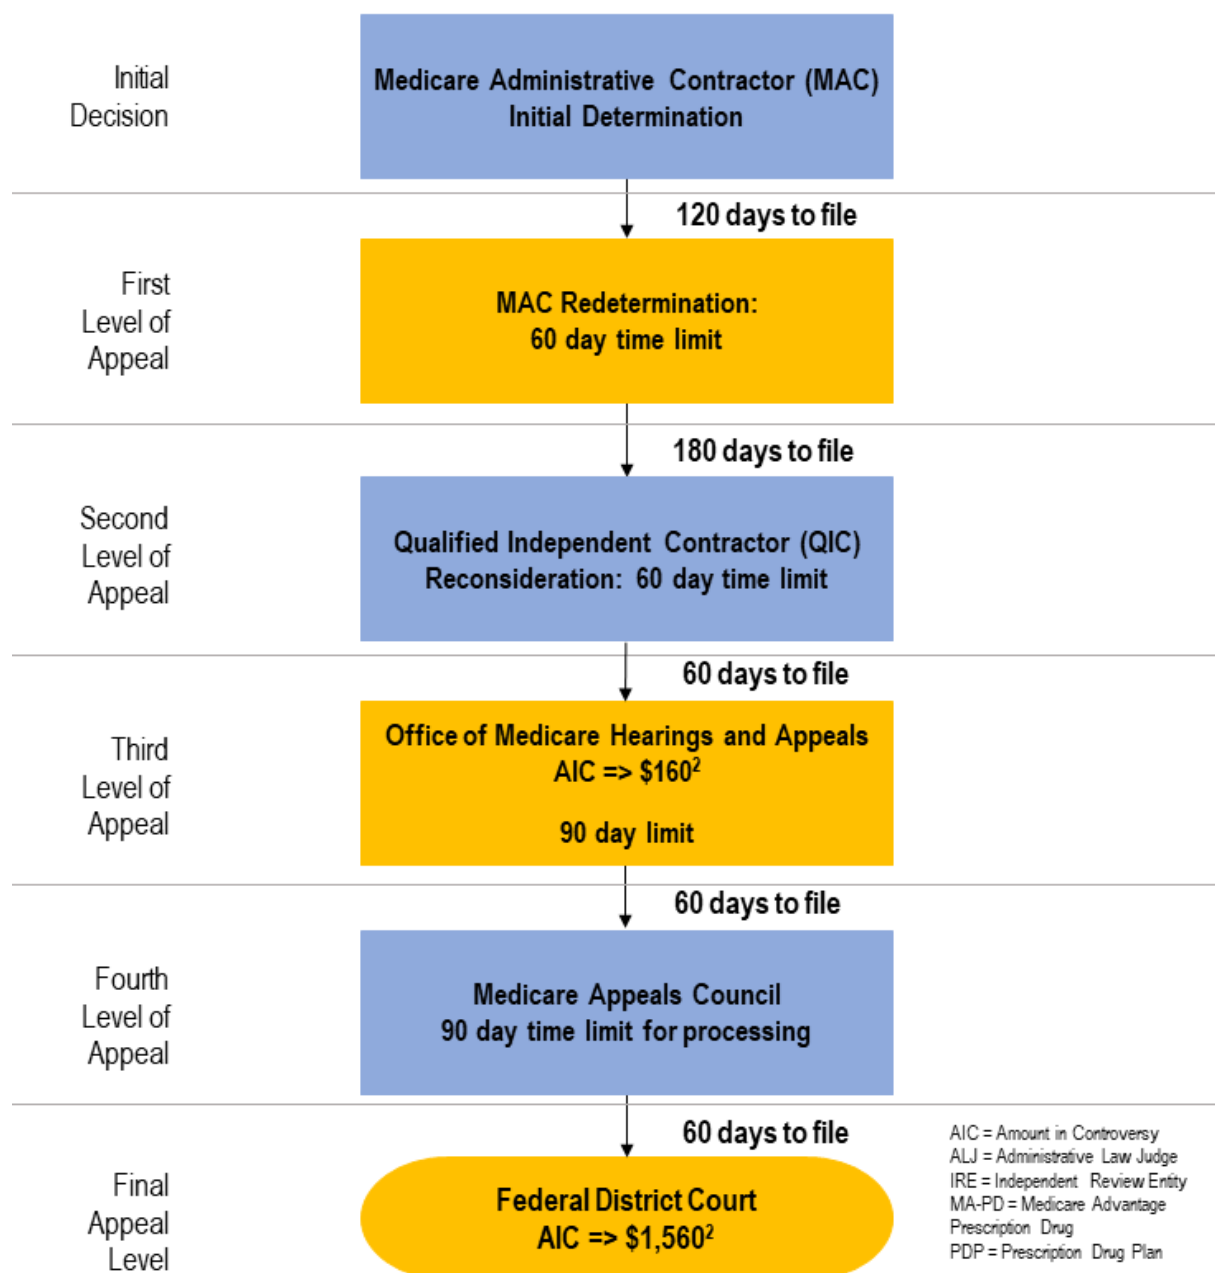 Initial
Decision
Medicare Administrative Contractor (MAC)
Initial Determination
120 days to file
First
Level of
Appeal
MAC Redetermination:
60 day time limit
180 days to file
Second
Level of
Appeal
Qualified Independent Contractor (QIC)
Reconsideration: 60 day time limit
60 days to file
Third
Level of
Appeal
Office of Medicare Hearings and Appeals
AIC => $160²
90 day limit
60 days to file
Fourth
Level of
Appeal
Medicare Appeals Council
90 day time limit for processing
60 days to file
Final
Appeal
Level
Federal District Court
AIC => $1,560²
AIC = Amount in Controversy
ALJ = Administrative Law Judge
IRE = Independent Review Entity
MA-PD = Medicare Advantage
Prescription Drug
PDP = Prescription Drug Plan